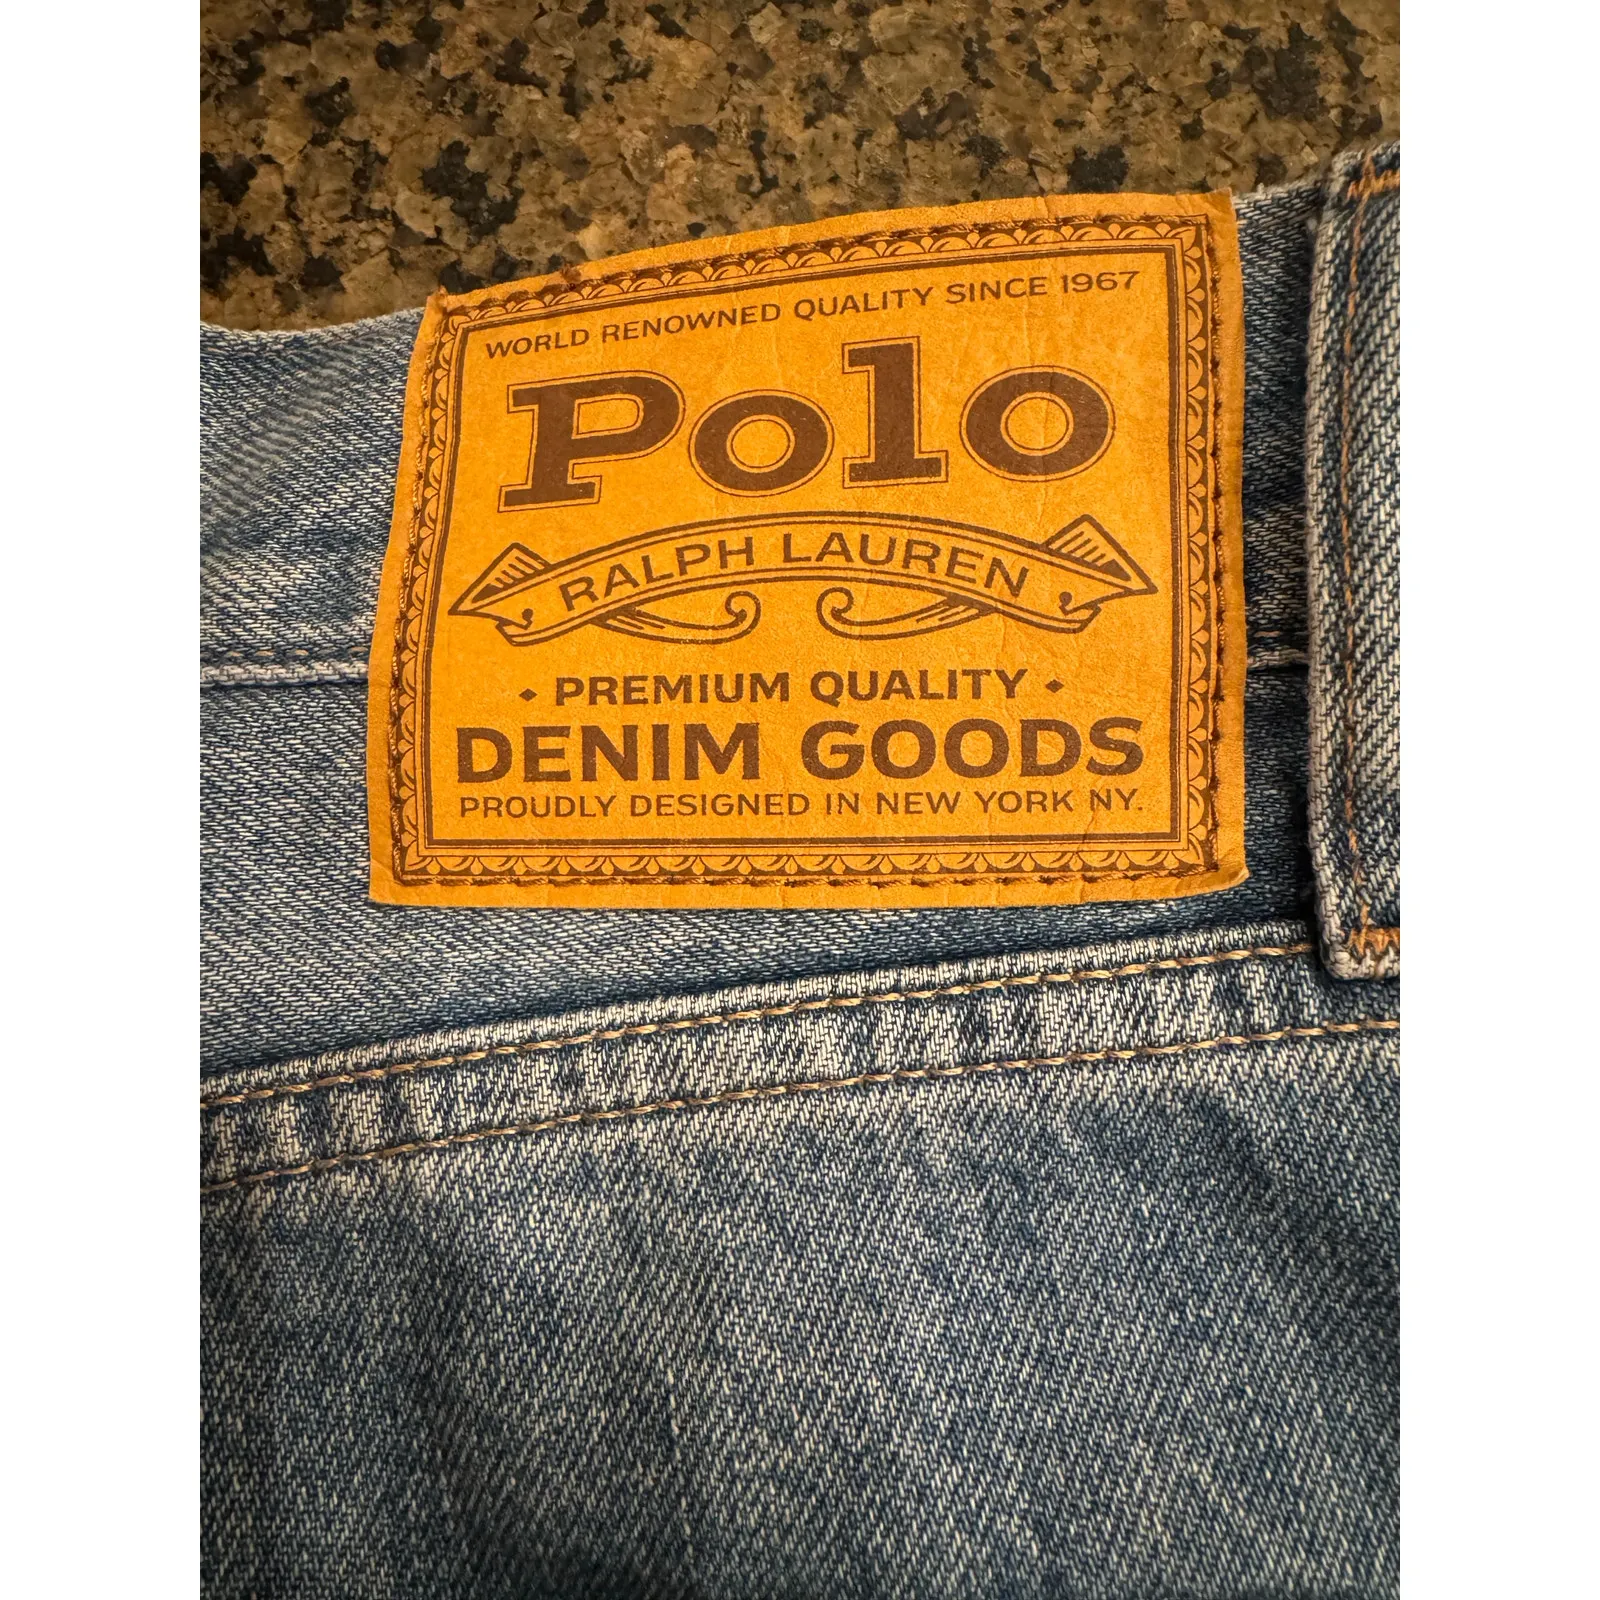 WORLD RENOWNED QUALITY SINCE 1967
Polo
RALPH LAUREN
• PREMIUM QUALITY •
DENIM GOODS
PROUDLY DESIGNED IN NEW YORK NY.